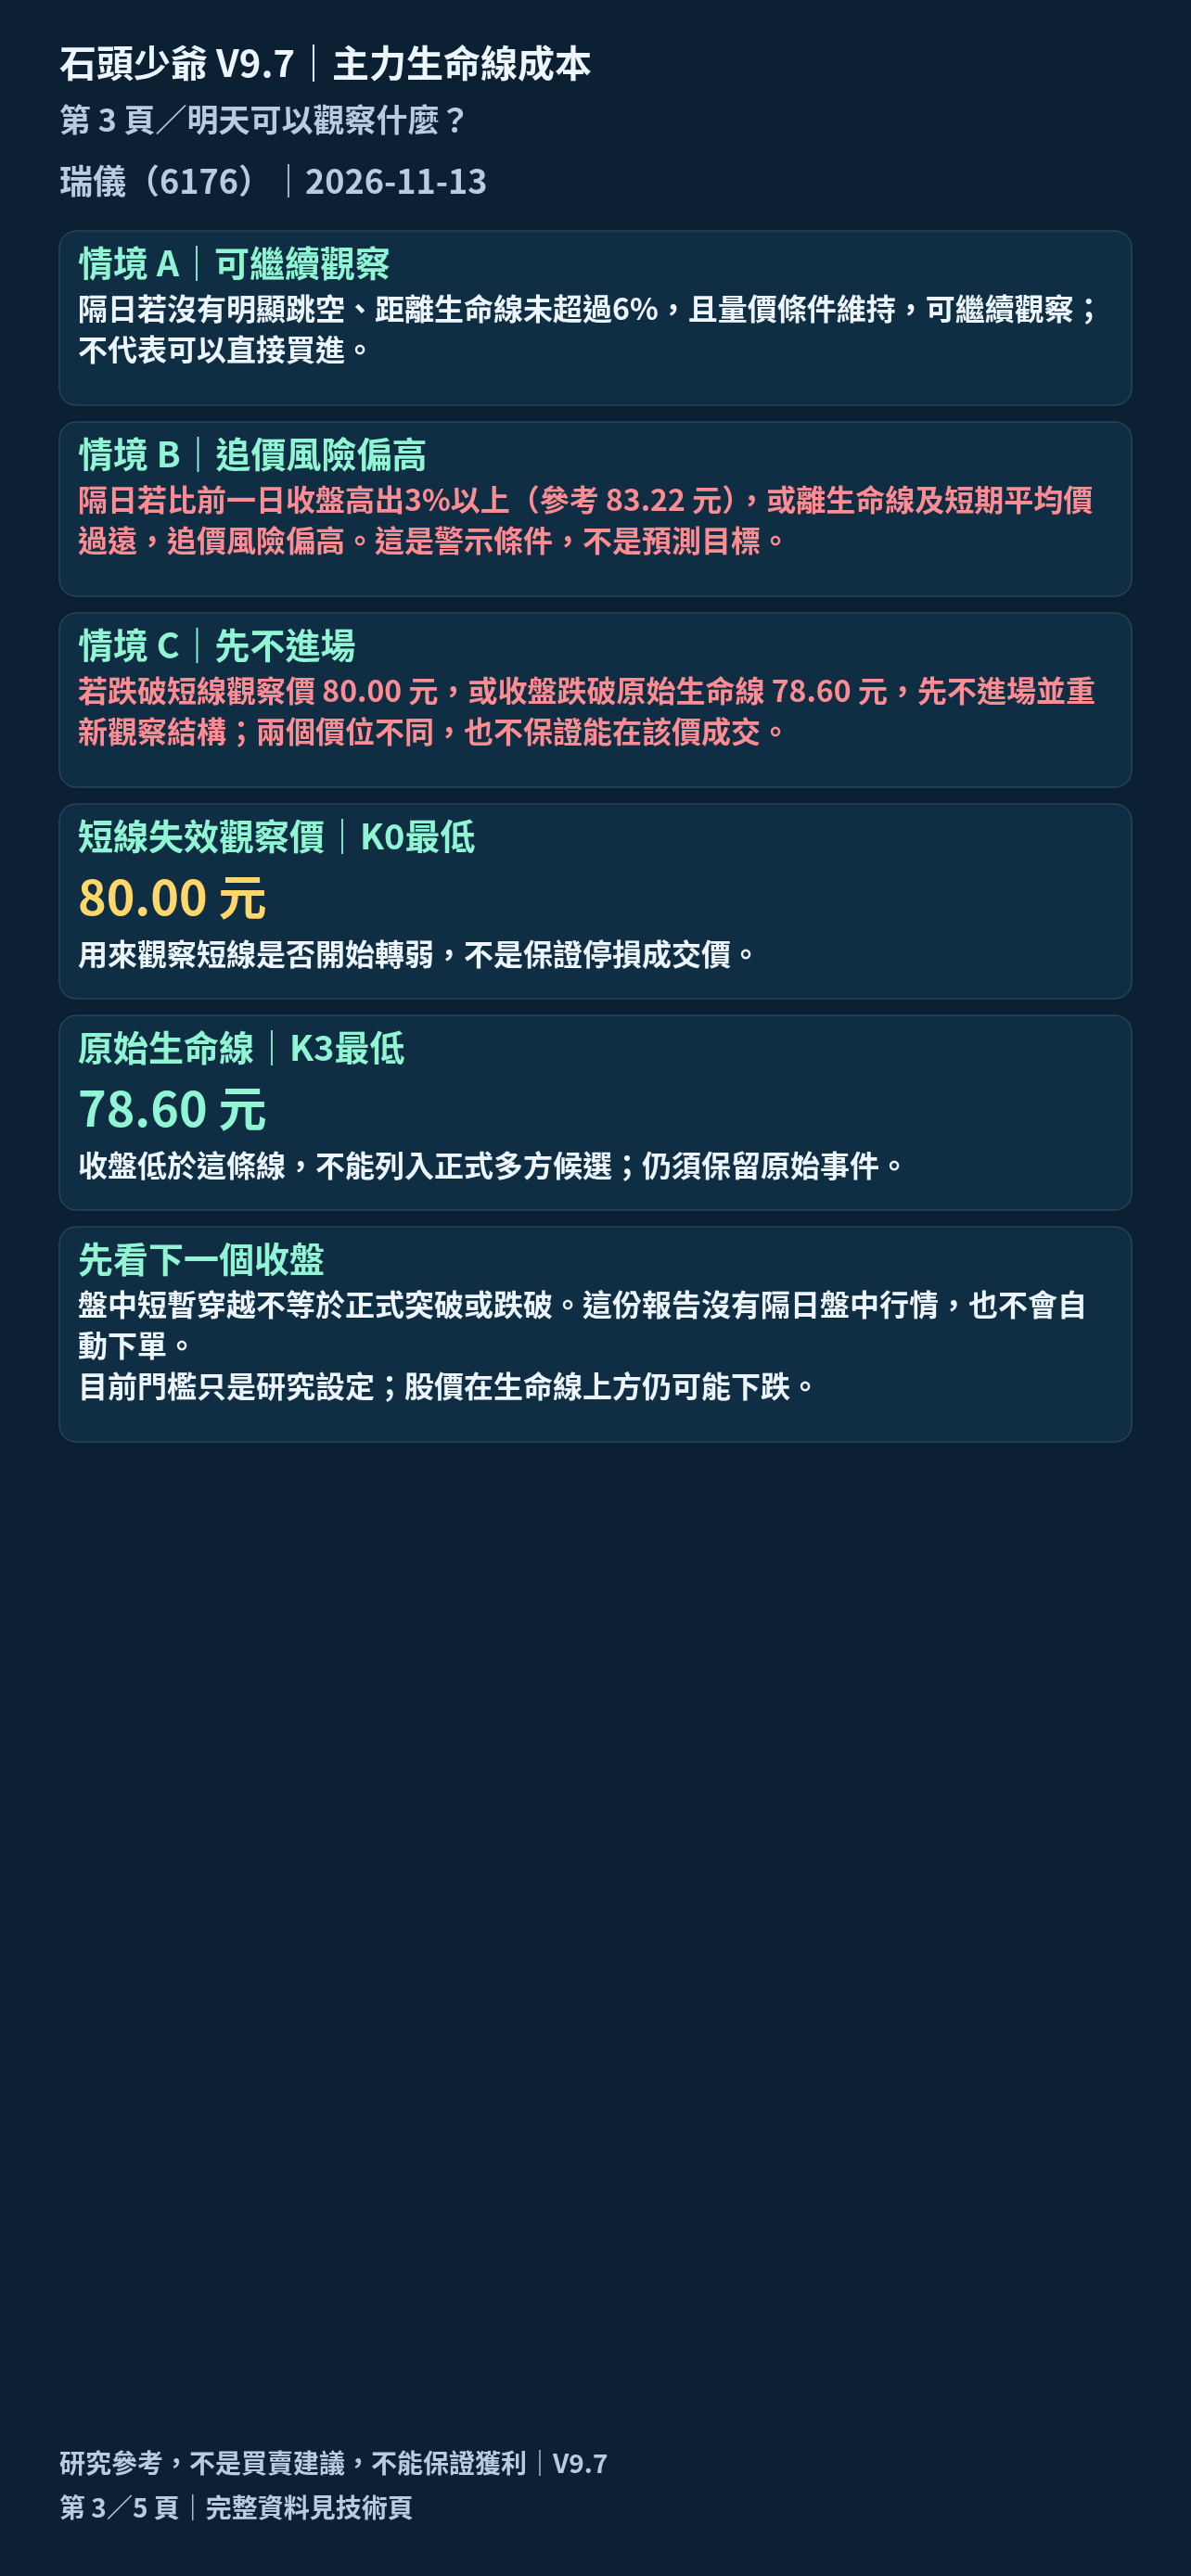 石頭少爺 V9.7｜主力生命線成本
第 3 頁／明天可以觀察什麼？
瑞儀（6176）｜2026-11-13
情境 A｜可繼續觀察
隔日若沒有明顯跳空、距離生命線未超過6%，且量價條件維持，可繼續觀察；
不代表可以直接買進。
情境 B｜追價風險偏高
隔日若比前一日收盤高出3%以上（參考 83.22 元），或離生命線及短期平均價
過遠，追價風險偏高。這是警示條件，不是預測目標。
情境 C｜先不進場
若跌破短線觀察價 80.00 元，或收盤跌破原始生命線 78.60 元，先不進場並重
新觀察結構；兩個價位不同，也不保證能在該價成交。
短線失效觀察價｜K0最低
80.00 元
用來觀察短線是否開始轉弱，不是保證停損成交價。
原始生命線｜K3最低
78.60 元
收盤低於這條線，不能列入正式多方候選；仍須保留原始事件。
先看下一個收盤
盤中短暫穿越不等於正式突破或跌破。這份報告沒有隔日盤中行情，也不會自
動下單。
目前門檻只是研究設定；股價在生命線上方仍可能下跌。
研究參考，不是買賣建議，不能保證獲利｜V9.7
第 3／5 頁｜完整資料見技術頁